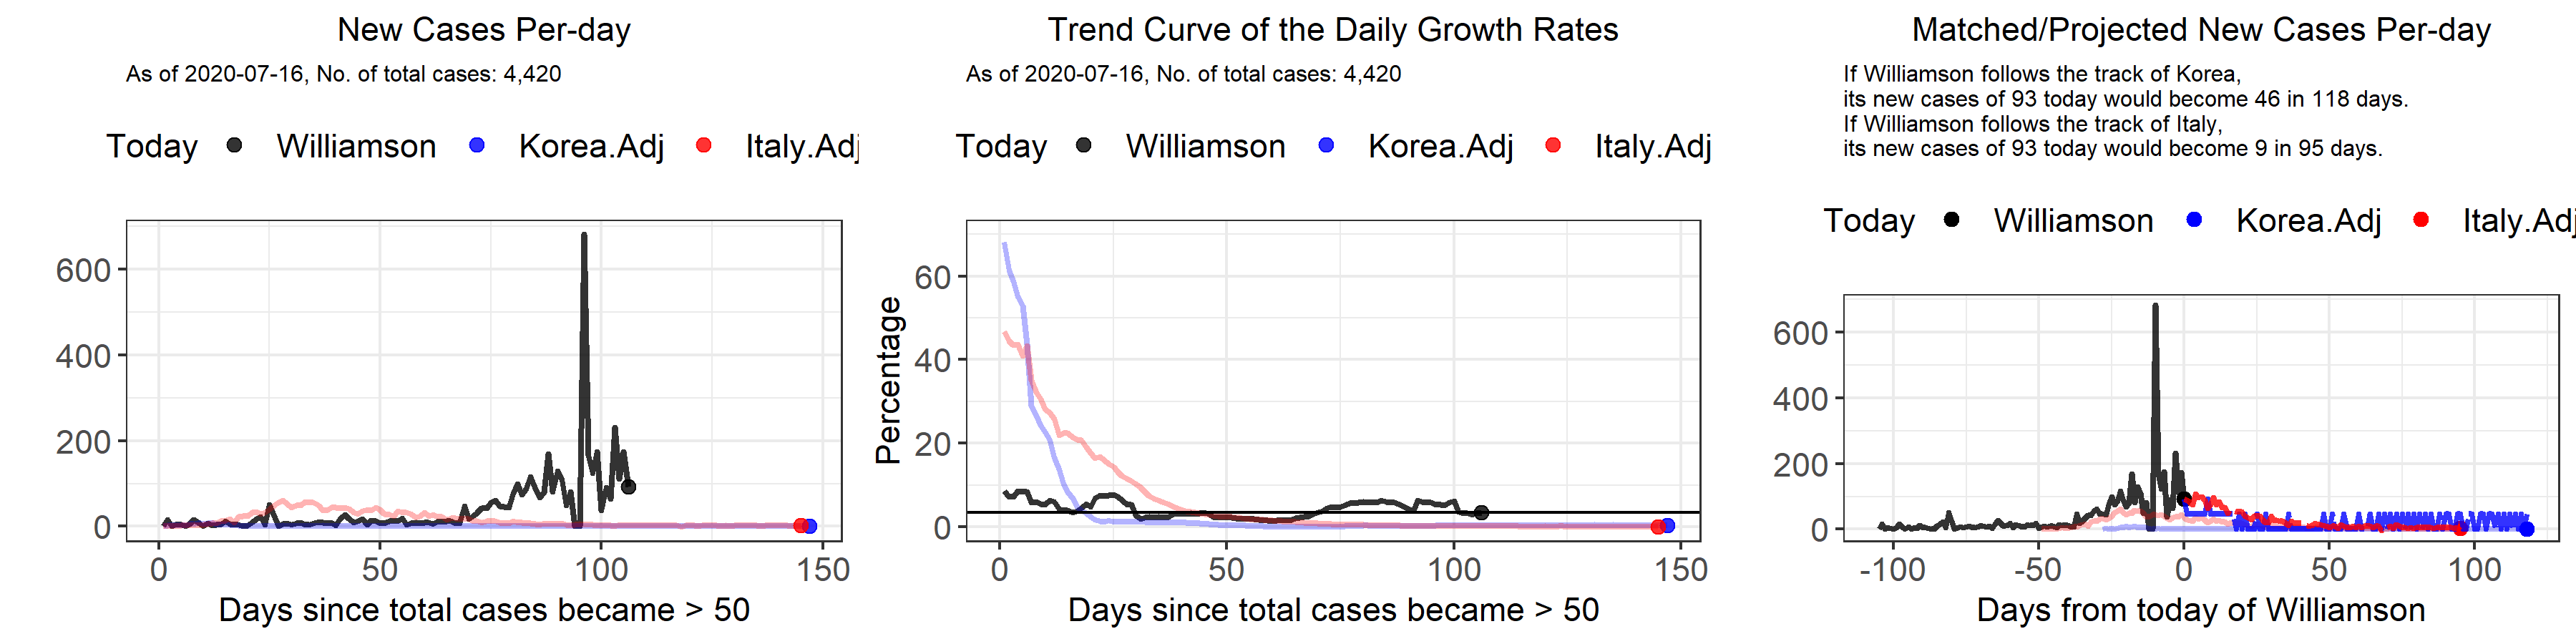 New Cases Per-day
As of 2020-07-16, No. of total cases: 4,420
Today Williamson Korea.Adj Italy.Adj
600
400
200
0
0 50 100 150
Days since total cases became > 50
Trend Curve of the Daily Growth Rates
As of 2020-07-16, No. of total cases: 4,420
Today Williamson Korea.Adj Italy.Adj
Percentage
60
40
20
0
0 50 100 150
Days since total cases became > 50
Matched/Projected New Cases Per-day
If Williamson follows the track of Korea,
its new cases of 93 today would become 46 in 118 days.
If Williamson follows the track of Italy,
its new cases of 93 today would become 9 in 95 days.
Today Williamson Korea.Adj Italy.Adj
600
400
200
0
-100 -50 0 50 100
Days from today of Williamson